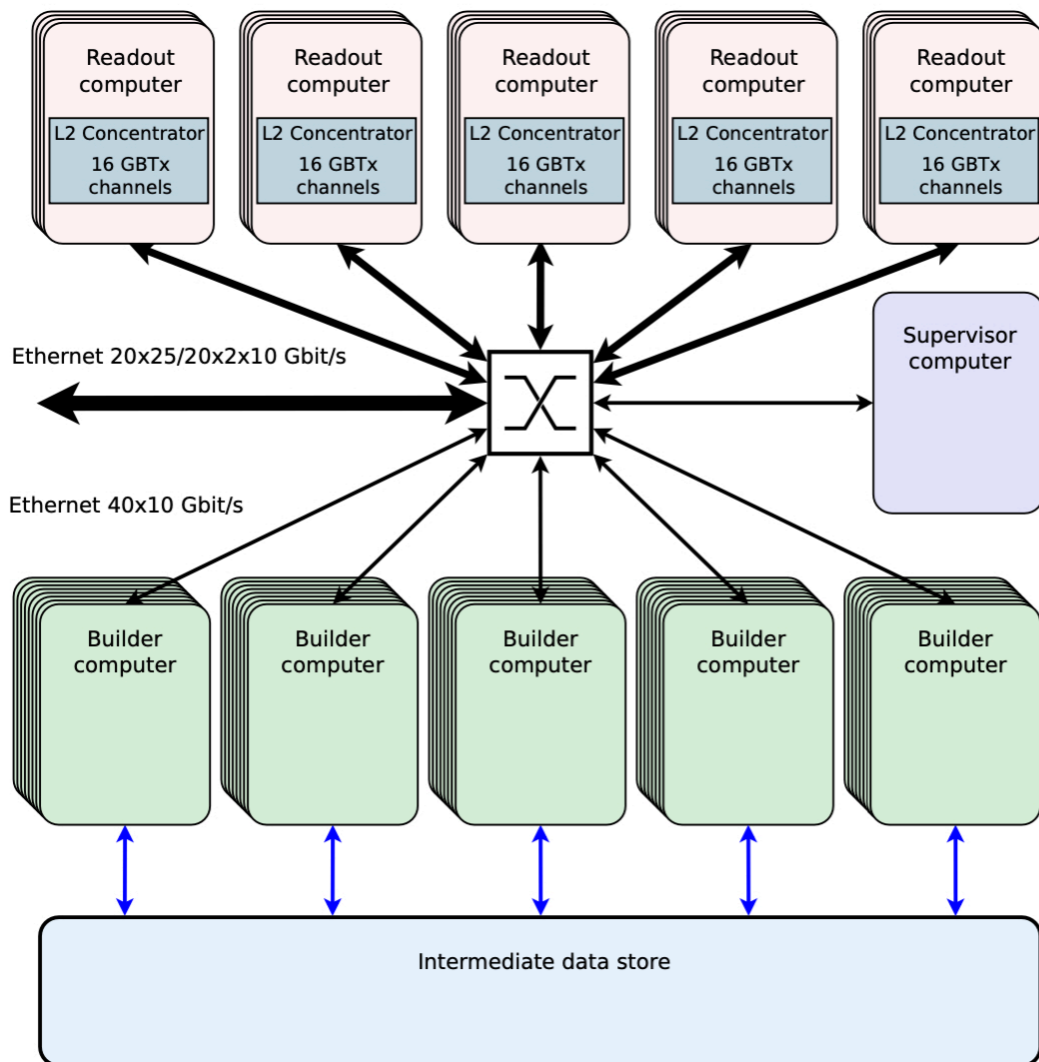 Readout
computer
L2 Concentrator
16 GBTx
channels
Readout
computer
L2 Concentrator
16 GBTx
channels
Readout
computer
L2 Concentrator
16 GBTx
channels
Readout
computer
L2 Concentrator
16 GBTx
channels
Readout
computer
L2 Concentrator
16 GBTx
channels
Supervisor
computer
Ethernet 20x25/20x2x10 Gbit/s
Ethernet 40x10 Gbit/s
Builder
computer
Builder
computer
Builder
computer
Builder
computer
Builder
computer
Intermediate data store